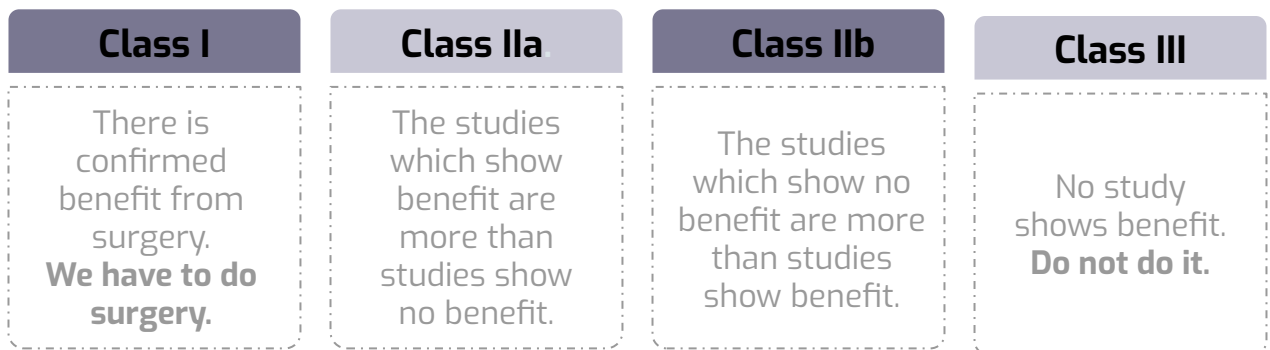 Class I
There is
confirmed
benefit from
surgery.
We have to do
surgery.
Class IIa.
The studies
which show
benefit are
more than
studies show
no benefit.
Class IIb
The studies
which show no
benefit are more
than studies
show benefit.
Class III
No study
shows benefit.
Do not do it.